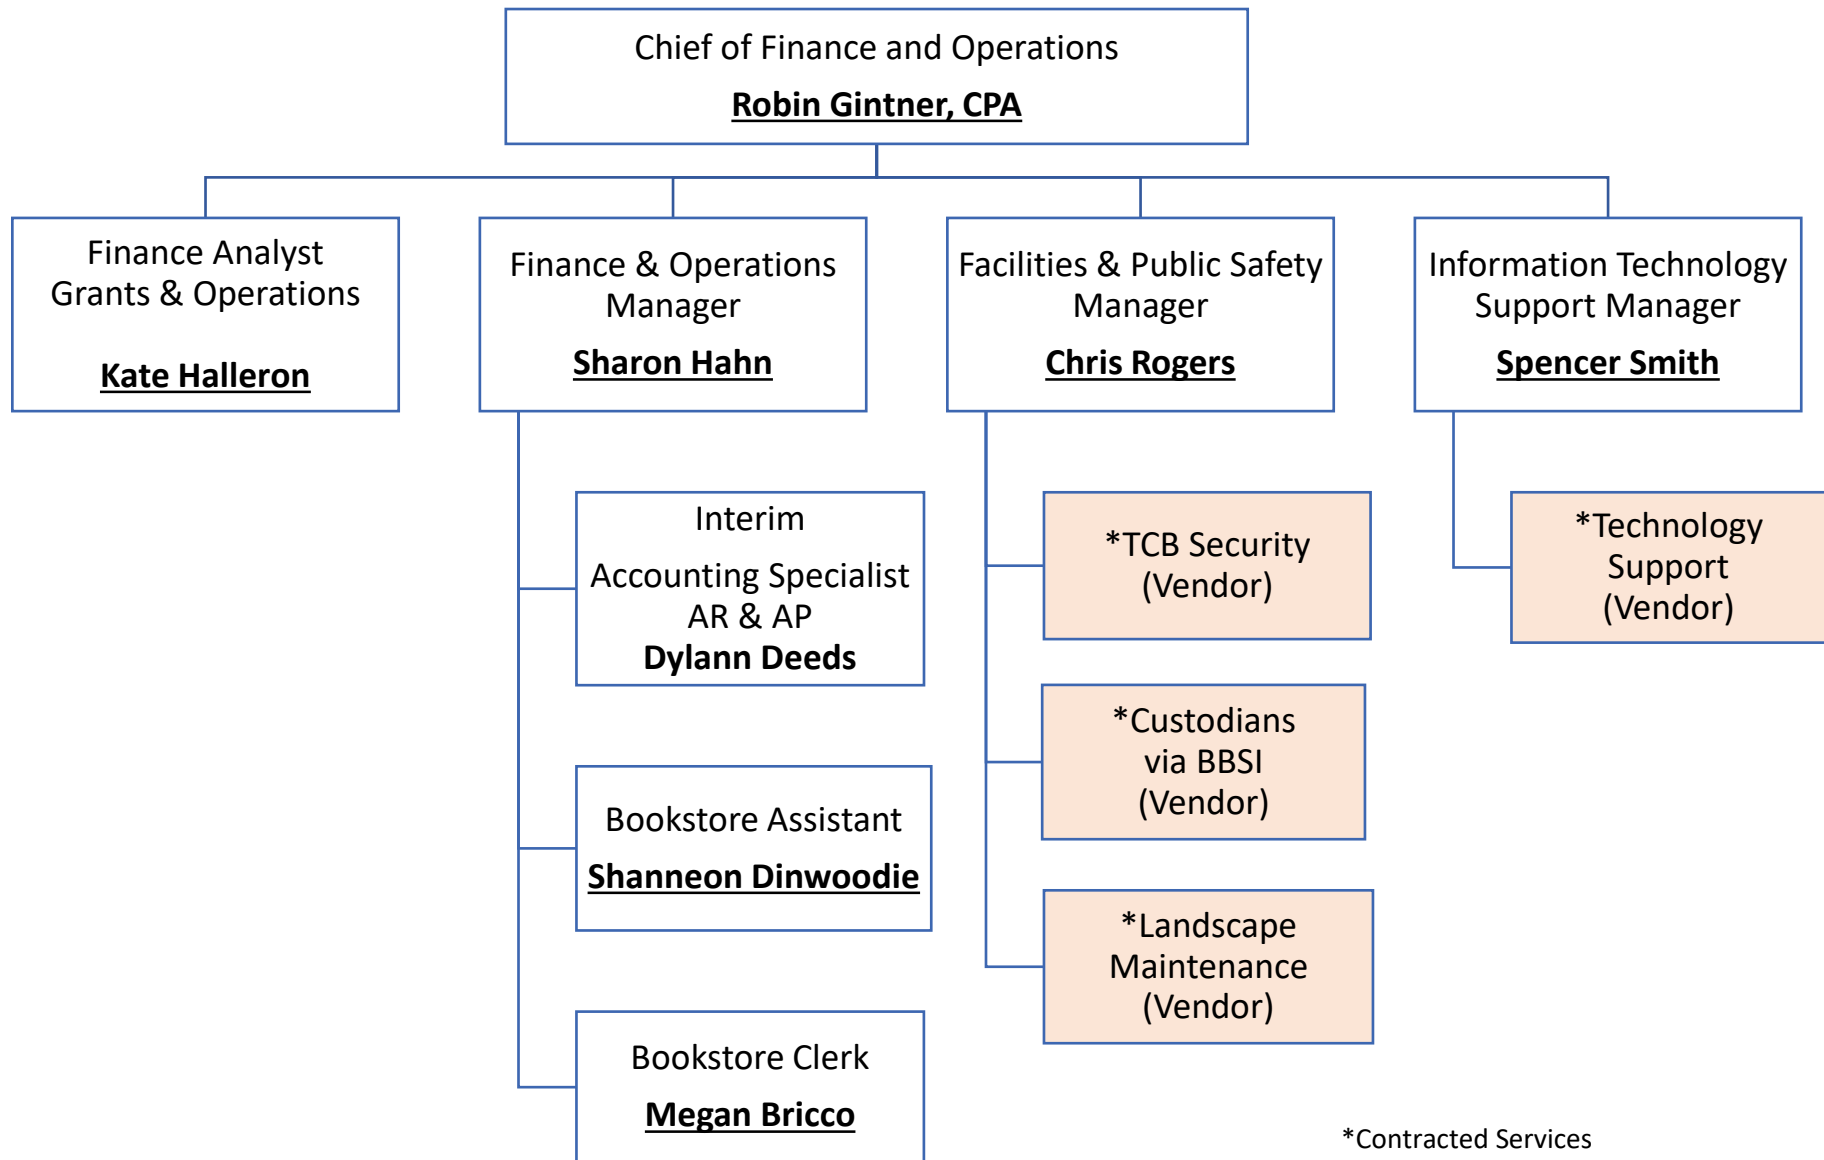 Chief of Finance and Operations
Robin Gintner, CPA
Finance Analyst
Grants & Operations
Kate Halleron
Finance & Operations
Manager
Sharon Hahn
Facilities & Public Safety
Manager
Chris Rogers
Information Technology
Support Manager
Spencer Smith
Interim
Accounting Specialist
AR & AP
Dylann Deeds
Bookstore Assistant
Shanneon Dinwoodie
Bookstore Clerk
Megan Bricco
*TCB Security
(Vendor)
*Custodians
via BBSI
(Vendor)
*Landscape
Maintenance
(Vendor)
*Technology
Support
(Vendor)
*Contracted Services